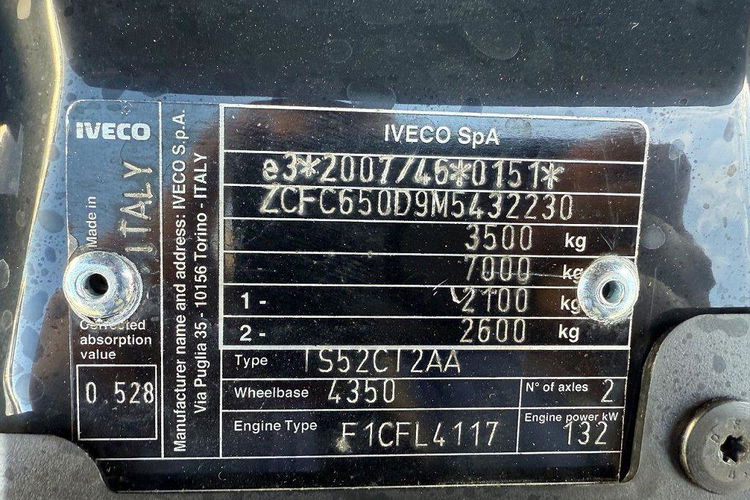 IVECO
Made in ITALY
Corrected
absorption
value
0.528
Manufacturer name and address: IVECO S.p.A.
Via Puglia 35 - 10156 Torino - ITALY
IVECO SpA
e3*2007/46*0151*
ZCFC650D9M5432230
3500 kg
7000 kg
1 - 2100 kg
2- 2600 kg
Type IS52CI2AA
Wheelbase 4350
N° of axles 2
Engine Type F1CFL4117
Engine power kW
132